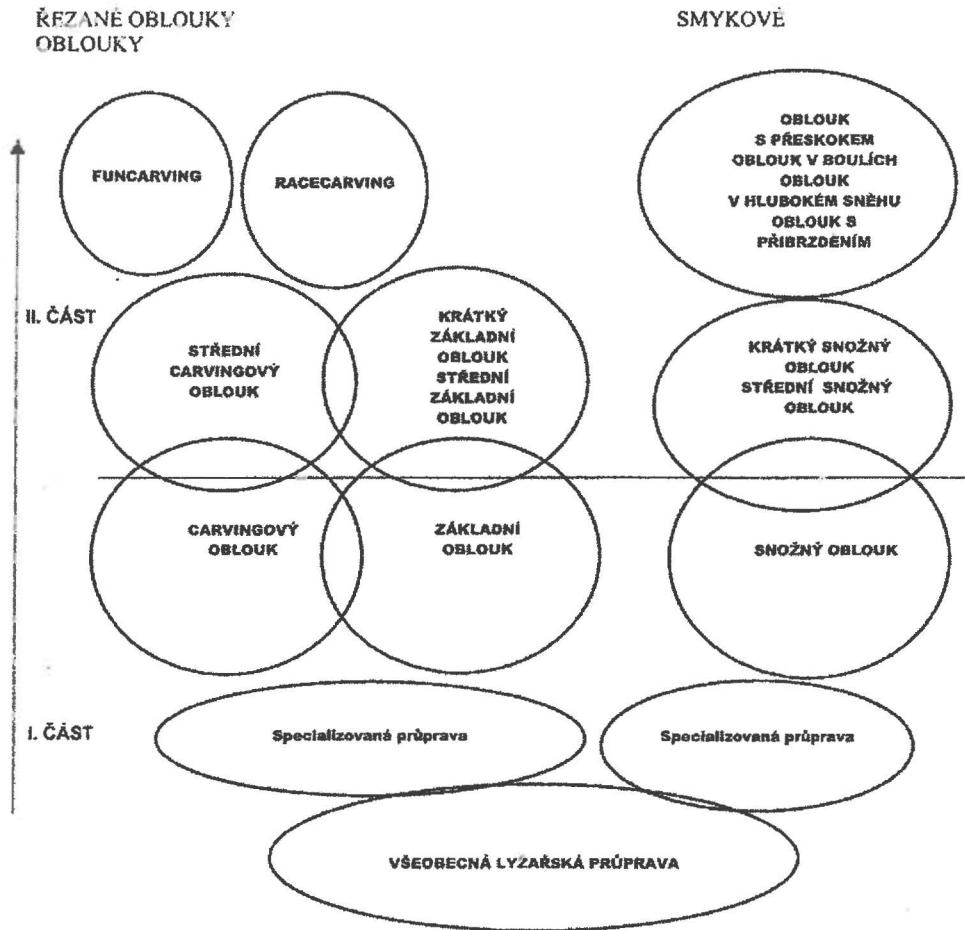 ŘEZANÉ OBLOUKY SMYKOVÉ
OBLOUKY
FUNCARVING
RACECARVING
OBLOUK
S PŘESKOKEM
OBLOUK V BOULÍCH
OBLOUK
V HLUBOKÉM SNĚHU
OBLOUK S
PŘIBRZDĚNÍM
II. ČÁST
STŘEDNÍ
CARVINGOVÝ
OBLOUK
KRÁTKÝ
ZÁKLADNÍ
OBLOUK
STŘEDNÍ
ZÁKLADNÍ
OBLOUK
KRÁTKÝ SNOŽNÝ
OBLOUK
STŘEDNÍ SNOŽNÝ
OBLOUK
CARVINGOVÝ
OBLOUK
ZÁKLADNÍ
OBLOUK
SNOŽNÝ OBLOUK
I. ČÁST
Specializovaná průprava
Specializovaná průprava
VŠEOBECNÁ LYŽAŘSKÁ PRŮPRAVA